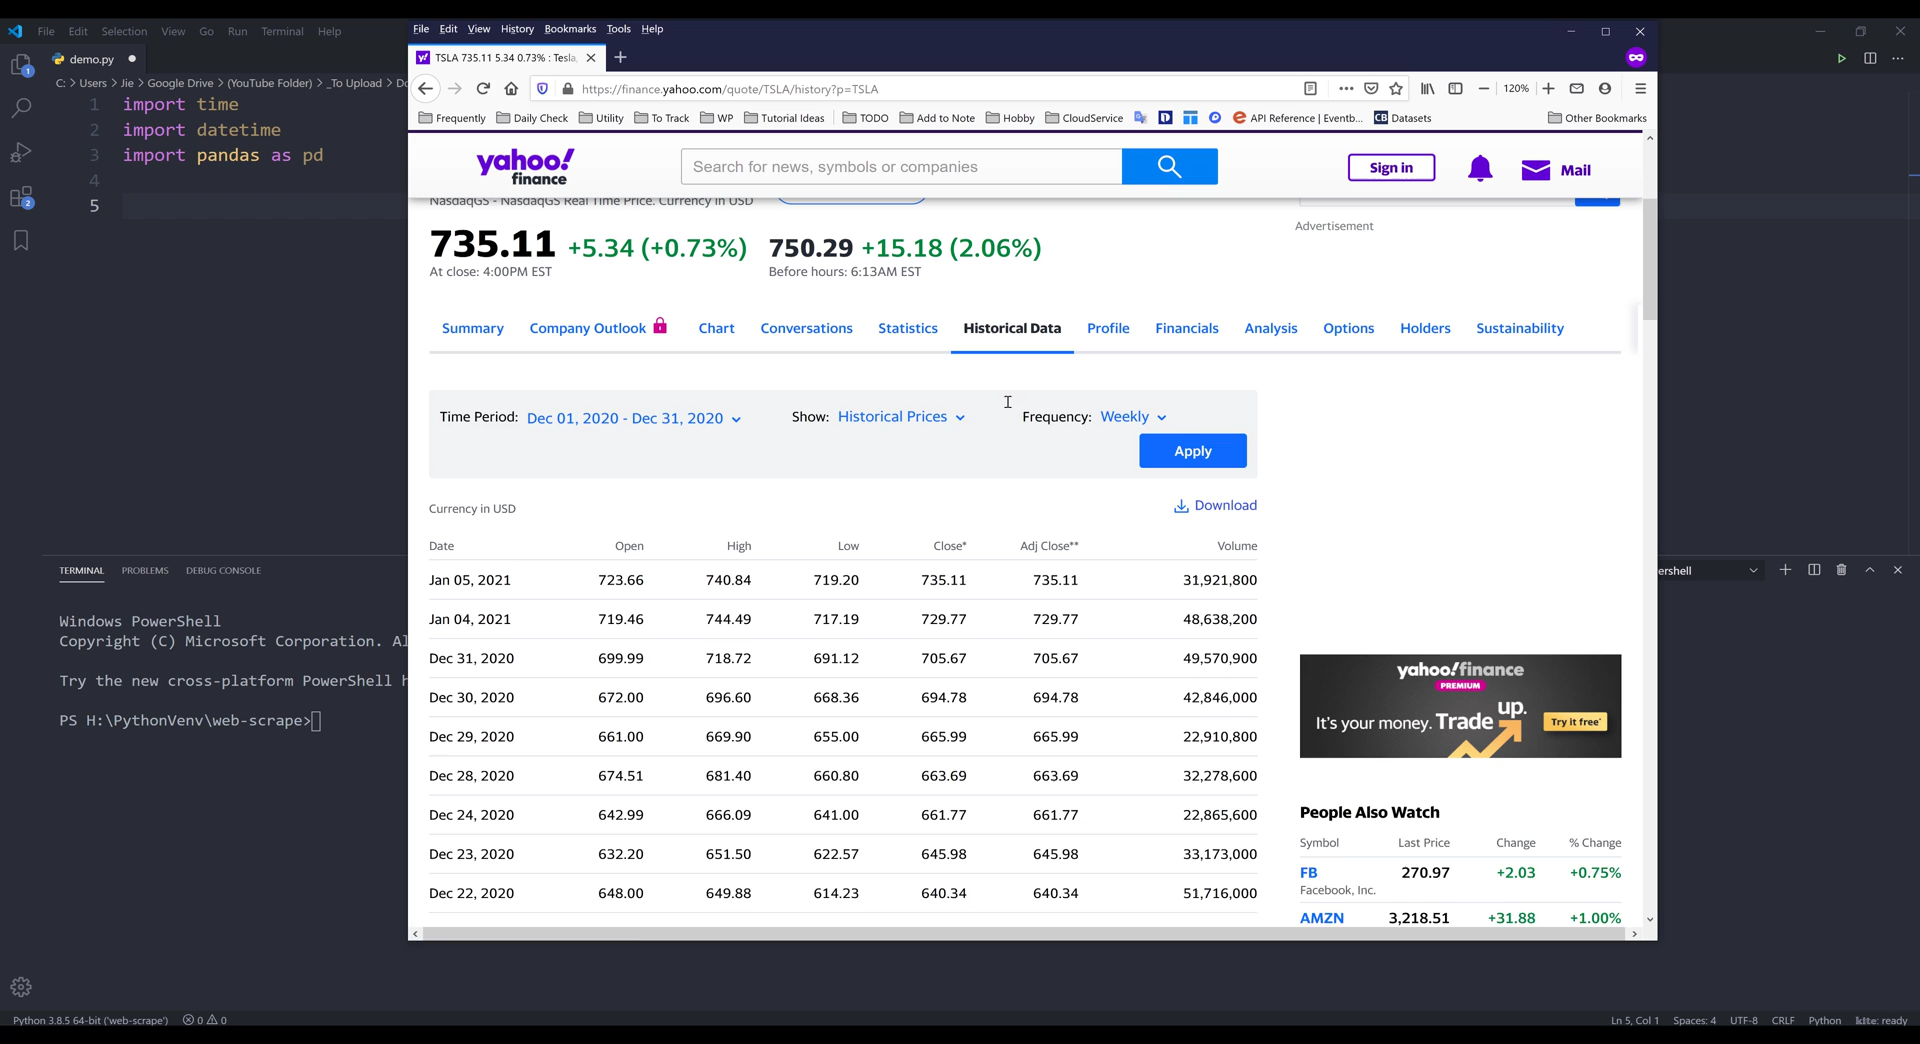 File Edit Selection View Go Run Terminal Help
demo.py
C: > Users > Jie > Google Drive > (YouTube Folder) > _To Upload >
1 import time
2 import datetime
3 import pandas as pd
4
5
TERMINAL PROBLEMS DEBUG CONSOLE
Windows PowerShell
Copyright (C) Microsoft Corporation.
Try the new cross-platform PowerShell
PS H:\PythonVenv\web-scrape>
File Edit View History Bookmarks Tools Help
TSLA 735.11 5.34 0.73% : Tesla,
https://finance.yahoo.com/quote/TSLA/history?p=TSLA
120%
Frequently Daily Check Utility To Track WP Tutorial Ideas TODO Add to Note Hobby CloudService API Reference | Eventb... CB Datasets Other Bookmarks
yahoo! finance
Search for news, symbols or companies
Sign in
Mail
NasdaqGS - NasdaqGS Real Time Price. Currency in USD
Advertisement
735.11 +5.34 (+0.73%) 750.29 +15.18 (2.06%)
At close: 4:00PM EST Before hours: 6:13AM EST
Summary Company Outlook Chart Conversations Statistics Historical Data Profile Financials Analysis Options Holders Sustainability
Time Period: Dec 01, 2020 - Dec 31, 2020 Show: Historical Prices Frequency: Weekly
Apply
Currency in USD
Download
Date Open High Low Close* Adj Close** Volume
Jan 05, 2021 723.66 740.84 719.20 735.11 735.11 31,921,800
Jan 04, 2021 719.46 744.49 717.19 729.77 729.77 48,638,200
Dec 31, 2020 699.99 718.72 691.12 705.67 705.67 49,570,900
Dec 30, 2020 672.00 696.60 668.36 694.78 694.78 42,846,000
Dec 29, 2020 661.00 669.90 655.00 665.99 665.99 22,910,800
Dec 28, 2020 674.51 681.40 660.80 663.69 663.69 32,278,600
Dec 24, 2020 642.99 666.09 641.00 661.77 661.77 22,865,600
Dec 23, 2020 632.20 651.50 622.57 645.98 645.98 33,173,000
Dec 22, 2020 648.00 649.88 614.23 640.34 640.34 51,716,000
yahoo!finance
PREMIUM
It's your money. Trade up.
Try it free*
People Also Watch
Symbol Last Price Change % Change
FB 270.97 +2.03 +0.75%
Facebook, Inc.
AMZN 3,218.51 +31.88 +1.00%
Python 3.8.5 64-bit ('web-scrape') 0 0
Ln 5, Col 1 Spaces: 4 UTF-8 CRLF Python kite: ready